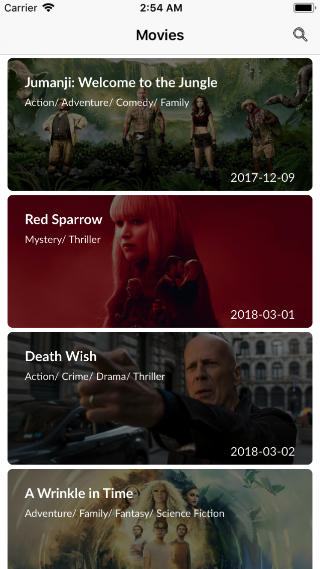 Carrier 2:54 AM
Movies
Jumanji: Welcome to the Jungle
Action/ Adventure/ Comedy/ Family
2017-12-09
Red Sparrow
Mystery/ Thriller
2018-03-01
Death Wish
Action/ Crime/ Drama/ Thriller
2018-03-02
A Wrinkle in Time
Adventure/ Family/ Fantasy/ Science Fiction